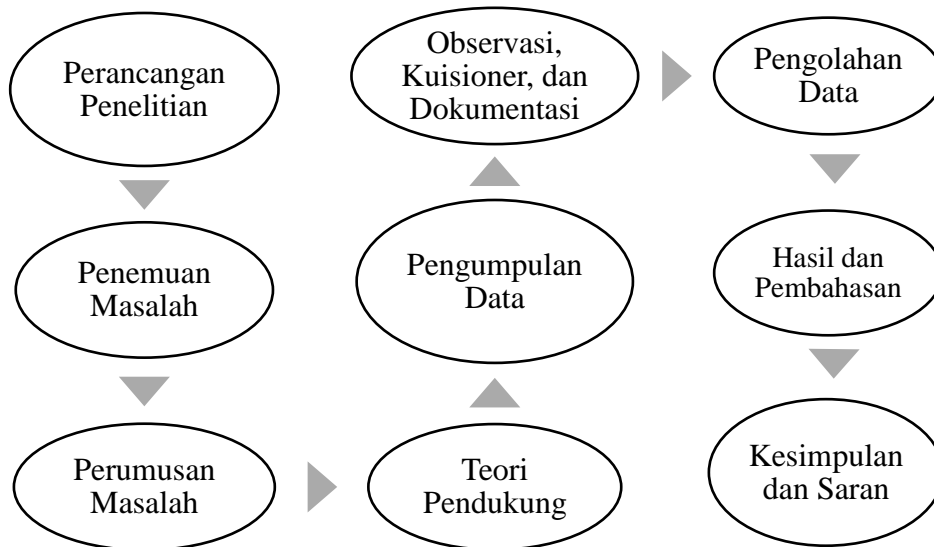 Perancangan
Penelitian
Penemuan
Masalah
Perumusan
Masalah
Teori
Pendukung
Pengumpulan
Data
Observasi,
Kuisioner, dan
Dokumentasi
Pengolahan
Data
Hasil dan
Pembahasan
Kesimpulan
dan Saran